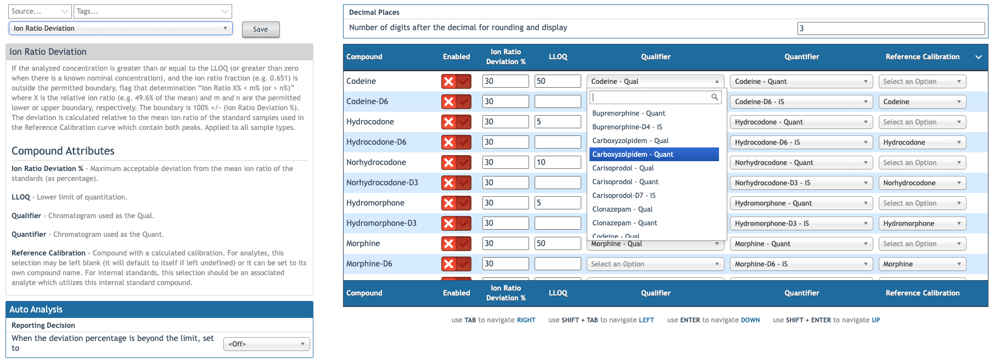 Source...
Tags...
Ion Ratio Deviation
Save
Ion Ratio Deviation
If the analyzed concentration is greater than or equal to the LLOQ (or greater than zero
when there is a known nominal concentration), and the ion ratio fraction (e.g. 0.651) is
outside the permitted boundary, flag that determination “Ion Ratio X% < m% (or > n%)”
where X is the relative ion ratio (e.g. 49.6% of the mean) and m and n are the permitted
lower or upper boundary, respectively. The boundary is 100% +/- (Ion Ratio Deviation %).
The deviation is calculated relative to the mean ion ratio of the standard samples used in
the Reference Calibration curve which contain both peaks. Applied to all sample types.
Compound Attributes
Ion Ratio Deviation % - Maximum acceptable deviation from the mean ion ratio of the
standards (as percentage).
LLOQ - Lower limit of quantitation.
Qualifier - Chromatogram used as the Qual.
Quantifier - Chromatogram used as the Quant.
Reference Calibration - Compound with a calculated calibration. For analytes, this
selection may be left blank (it will default to itself if left undefined) or it can be set to its
own compound name. For internal standards, this selection should be an associated
analyte which utilizes this internal standard compound.
Auto Analysis
Reporting Decision
When the deviation percentage is beyond the limit, set
to
<Off>
Decimal Places
Number of digits after the decimal for rounding and display
3
Compound Enabled Ion Ratio Deviation % LLOQ Qualifier Quantifier Reference Calibration
Codeine 30 50 Codeine - Qual Codeine - Quant Select an Option
Codeine-D6 30 Codeine-D6 - IS Codeine
Hydrocodone 30 5 Hydrocodone - Quant Select an Option
Hydrocodone-D6 30 Hydrocodone-D6 - IS Hydrocodone
Norhydrocodone 30 10 Norhydrocodone - Quant Select an Option
Norhydrocodone-D3 30 Norhydrocodone-D3 - IS Norhydrocodone
Hydromorphone 30 5 Hydromorphone - Quant Select an Option
Hydromorphone-D3 30 Hydromorphone-D3 - IS Hydromorphone
Morphine 30 50 Morphine - Qual Morphine - Quant Select an Option
Morphine-D6 30 Select an Option Morphine-D6 - IS Morphine
Buprenorphine - Quant
Buprenorphine-D4 - IS
Carboxyzolpidem - Qual
Carboxyzolpidem - Quant
Carisoprodol - Qual
Carisoprodol - Quant
Carisoprodol-D7 - IS
Clonazepam - Qual
Clonazepam - Quant
Codeine - Qual
Compound Enabled Ion Ratio Deviation % LLOQ Qualifier Quantifier Reference Calibration
use TAB to navigate RIGHT use SHIFT + TAB to navigate LEFT use ENTER to navigate DOWN use SHIFT + ENTER to navigate UP